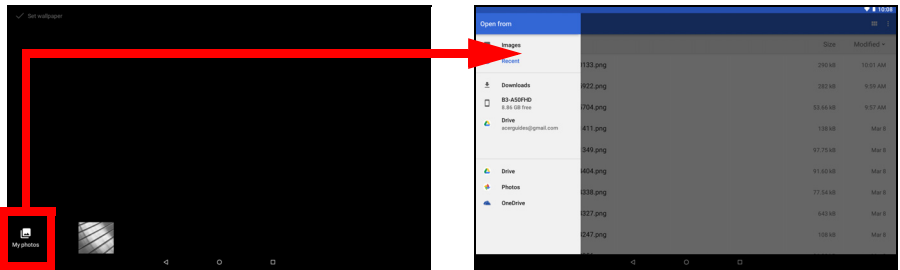 Set wallpaper
My photos
10:08
Open from
Images
Recent
Downloads
B3-A50FHD
8.86 GB free
Drive
acerguides@gmail.com
Drive
Photos
OneDrive
Size Modified
133.png 290 kB 10:01 AM
922.png 282 kB 9:59 AM
704.png 55.66 kB 9:57 AM
411.png 138 kB Mar 8
349.png 97.75 kB Mar 8
404.png 91.60 kB Mar 8
338.png 77.54 kB Mar 8
327.png 643 kB Mar 8
247.png 108 kB Mar 8